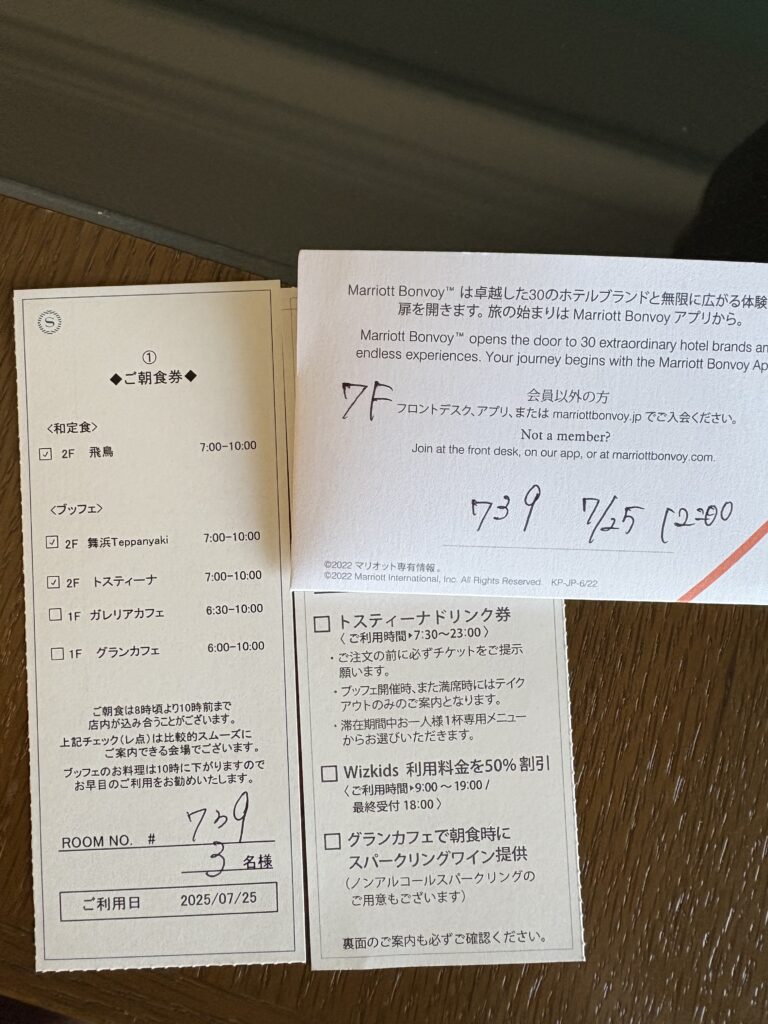 S
①
◆ご朝食券◆
<和定食>
☑ 2F 飛鳥 7:00-10:00
<ブッフェ>
☑ 2F 舞浜Teppanyaki 7:00-10:00
☑ 2F トスティーナ 7:00-10:00
☐ 1F ガレリアカフェ 6:30-10:00
☐ 1F グランカフェ 6:00-10:00
ご朝食は8時頃より10時前まで
店内が込み合うことがございます。
上記チェック(レ点)は比較的スムーズに
ご案内できる会場でございます。
ブッフェのお料理は10時に下がりますので
お早目のご利用をお勧めいたします。
ROOM NO. # 739
3 名様
ご利用日 2025/07/25
Marriott Bonvoy™ は卓越した30のホテルブランドと無限に広がる体験
扉を開きます。旅の始まりは Marriott Bonvoy アプリから。
Marriott Bonvoy™ opens the door to 30 extraordinary hotel brands an
endless experiences. Your journey begins with the Marriott Bonvoy Ap
会員以外の方
7F
フロントデスク、アプリ、または marriottbonvoy.jp でご入会ください。
Not a member?
Join at the front desk, on our app, or at marriottbonvoy.com.
739 7/25 12:00
©2022 マリオット専有情報。
©2022 Marriott International, Inc. All Rights Reserved. KP-JP-6/22
☐ トスティーナドリンク券
〈ご利用時間▶7:30～23:00〉
・ご注文の前に必ずチケットをご提示
願います。
・ブッフェ開催時、また満席時にはテイク
アウトのみのご案内となります。
・滞在期間中お一人様1杯専用メニュー
からお選びいただきます。
☐ Wizkids 利用料金を50%割引
〈ご利用時間▶9:00～19:00/
最終受付 18:00〉
☐ グランカフェで朝食時に
スパークリングワイン提供
(ノンアルコールスパークリングの
ご用意もございます)
裏面のご案内も必ずご確認ください。